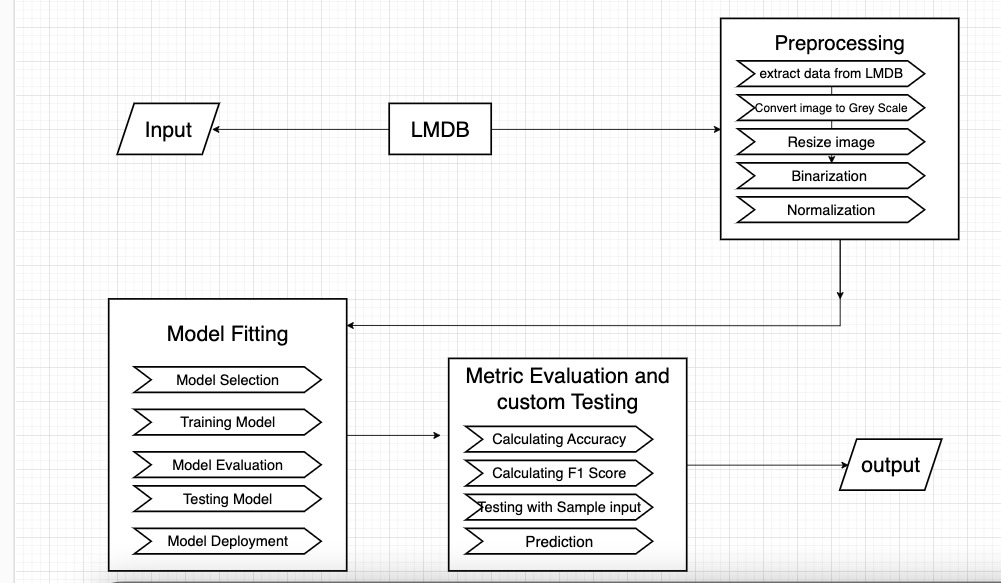 Input
LMDB
Preprocessing
extract data from LMDB
Convert image to Grey Scale
Resize image
Binarization
Normalization
Model Fitting
Model Selection
Training Model
Model Evaluation
Testing Model
Model Deployment
Metric Evaluation and
custom Testing
Calculating Accuracy
Calculating F1 Score
Testing with Sample input
Prediction
output